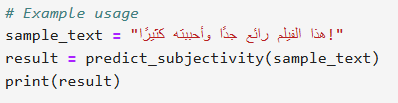 # Example usage
sample_text = "هذا الفيلم رائع جدًا وأحببته كثيرًا!"
result = predict_subjectivity(sample_text)
print(result)